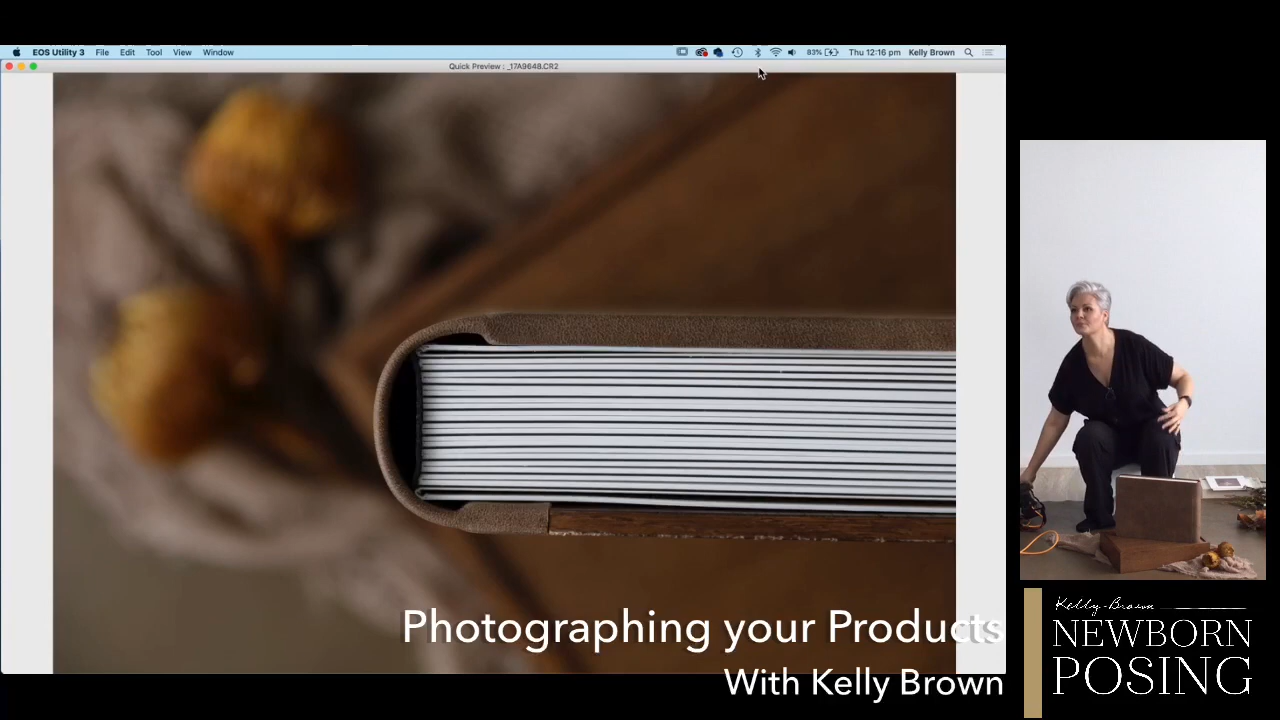 EOS Utility 3 File Edit Tool View Window 83% Thu 12:16 pm Kelly Brown
Quick Preview : _17A9648.CR2
Photographing your Products
With Kelly Brown
Kelly Brown
NEWBORN
POSING